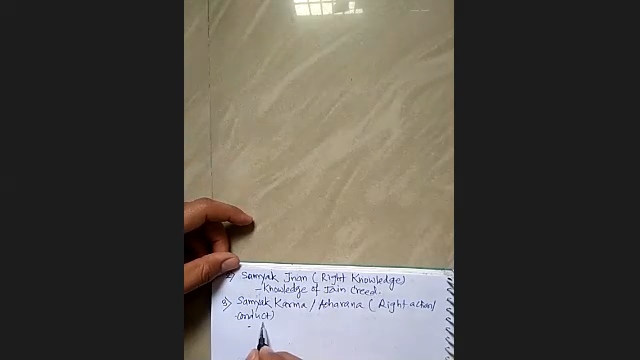 2) Samyak Jnan ( Right Knowledge)
- Knowledge of Jain Creed.
3) Samyak Karma / Acharana ( Right action/
conduct)
-